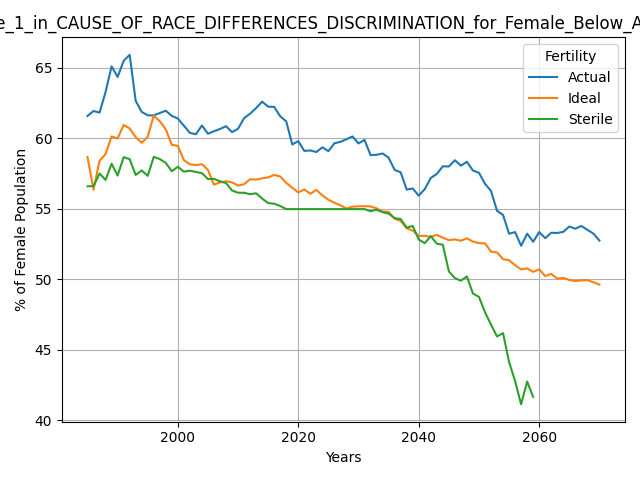 e_1_in_CAUSE_OF_RACE_DIFFERENCES_DISCRIMINATION_for_Female_Below_A
Fertility
Actual
Ideal
Sterile
% of Female Population
65
60
55
50
45
40
2000
2020
2040
2060
Years